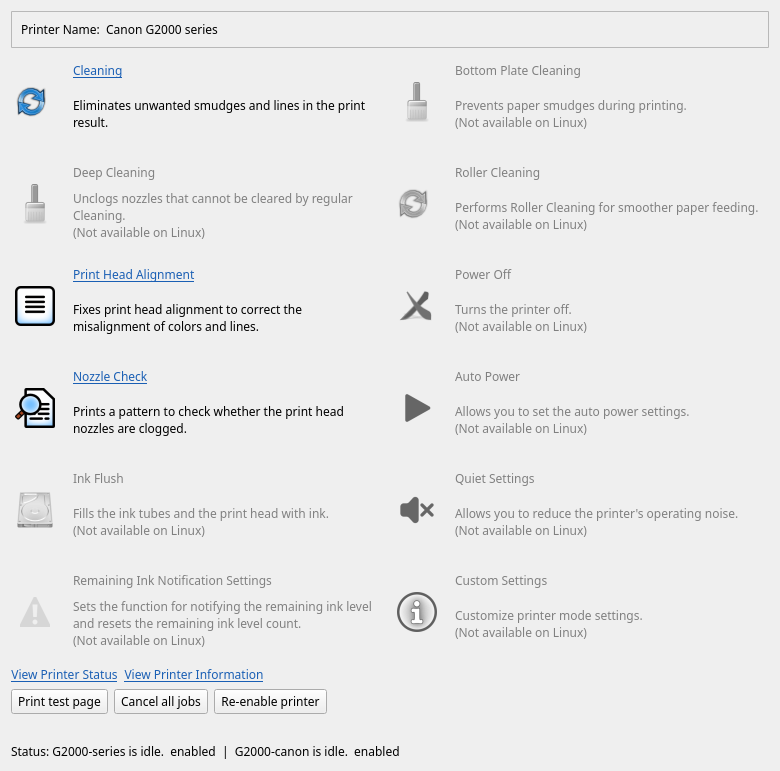 Printer Name:  Canon G2000 series
Cleaning
Eliminates unwanted smudges and lines in the print
result.
Bottom Plate Cleaning
Prevents paper smudges during printing.
(Not available on Linux)
Deep Cleaning
Unclogs nozzles that cannot be cleared by regular
Cleaning.
(Not available on Linux)
Roller Cleaning
Performs Roller Cleaning for smoother paper feeding.
(Not available on Linux)
Print Head Alignment
Fixes print head alignment to correct the
misalignment of colors and lines.
Power Off
Turns the printer off.
(Not available on Linux)
Nozzle Check
Prints a pattern to check whether the print head
nozzles are clogged.
Auto Power
Allows you to set the auto power settings.
(Not available on Linux)
Ink Flush
Fills the ink tubes and the print head with ink.
(Not available on Linux)
Quiet Settings
Allows you to reduce the printer's operating noise.
(Not available on Linux)
Remaining Ink Notification Settings
Sets the function for notifying the remaining ink level
and resets the remaining ink level count.
(Not available on Linux)
Custom Settings
Customize printer mode settings.
(Not available on Linux)
View Printer Status  View Printer Information
Print test page  Cancel all jobs  Re-enable printer
Status: G2000-series is idle.  enabled  |  G2000-canon is idle.  enabled